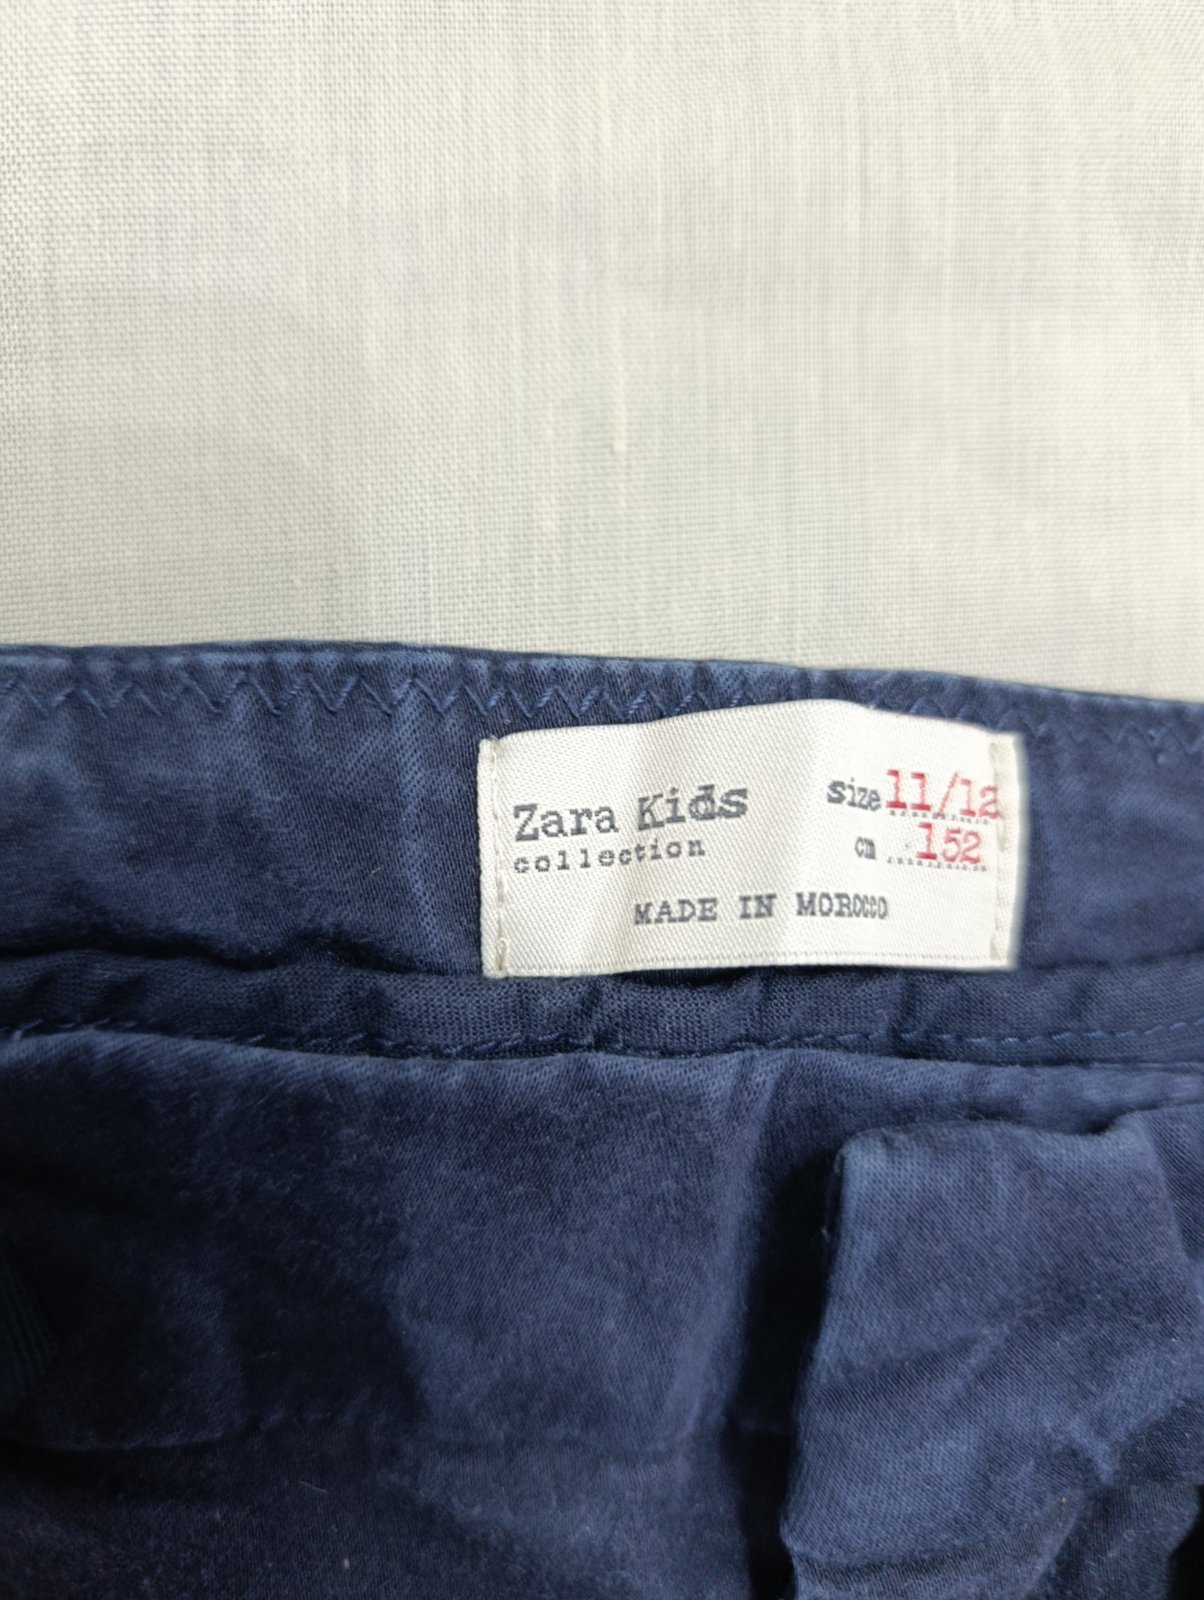 Zara Kids
collection
size 11/12
cm 152
MADE IN MOROCCO